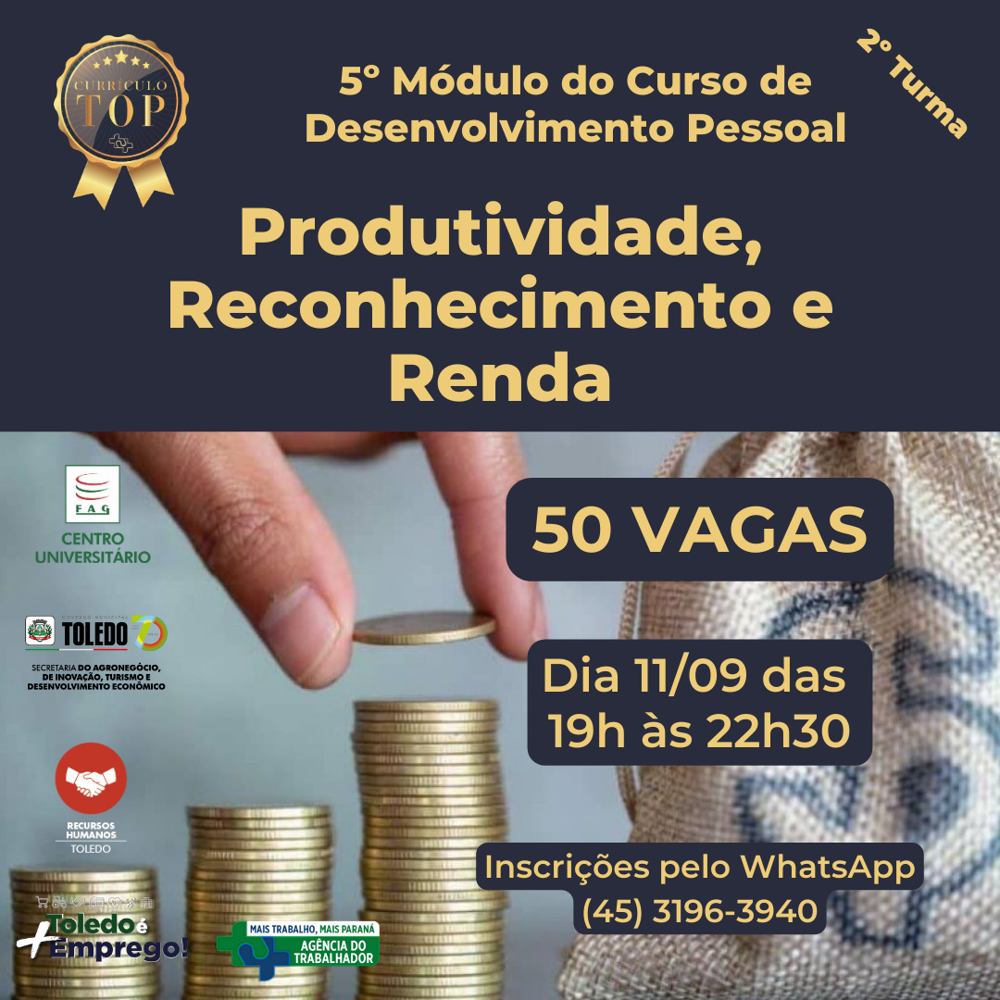 CURRÍCULO
TOP
2º Turma
5º Módulo do Curso de
Desenvolvimento Pessoal
Produtividade,
Reconhecimento e
Renda
FAG
CENTRO
UNIVERSITÁRIO
50 VAGAS
GOVERNO MUNICIPAL
TOLEDO
SECRETARIA DO AGRONEGÓCIO,
DE INOVAÇÃO, TURISMO E
DESENVOLVIMENTO ECONÔMICO
Dia 11/09 das
19h às 22h30
RECURSOS
HUMANOS
TOLEDO
Inscrições pelo WhatsApp
(45) 3196-3940
Toledo é
+Emprego!
MAIS TRABALHO, MAIS PARANÁ
AGÊNCIA DO
TRABALHADOR